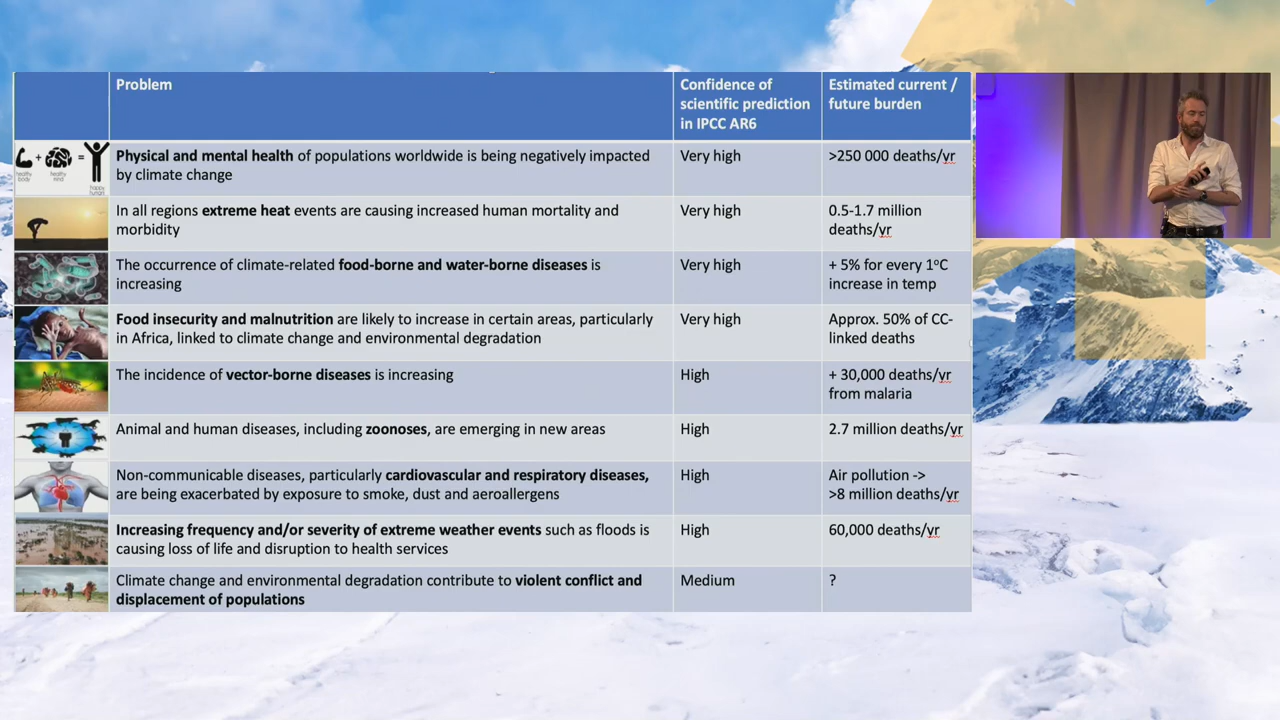 Problem
Confidence of
scientific prediction
in IPCC AR6
Estimated current /
future burden
+
=
healthy
body
healthy
mind
happy
human
Physical and mental health of populations worldwide is being negatively impacted
by climate change
Very high
>250 000 deaths/yr
In all regions extreme heat events are causing increased human mortality and
morbidity
Very high
0.5-1.7 million
deaths/yr
The occurrence of climate-related food-borne and water-borne diseases is
increasing
Very high
+ 5% for every 1°C
increase in temp
Food insecurity and malnutrition are likely to increase in certain areas, particularly
in Africa, linked to climate change and environmental degradation
Very high
Approx. 50% of CC-
linked deaths
The incidence of vector-borne diseases is increasing
High
+ 30,000 deaths/yr
from malaria
Animal and human diseases, including zoonoses, are emerging in new areas
High
2.7 million deaths/yr
Non-communicable diseases, particularly cardiovascular and respiratory diseases,
are being exacerbated by exposure to smoke, dust and aeroallergens
High
Air pollution ->
>8 million deaths/yr
Increasing frequency and/or severity of extreme weather events such as floods is
causing loss of life and disruption to health services
High
60,000 deaths/yr
Climate change and environmental degradation contribute to violent conflict and
displacement of populations
Medium
?